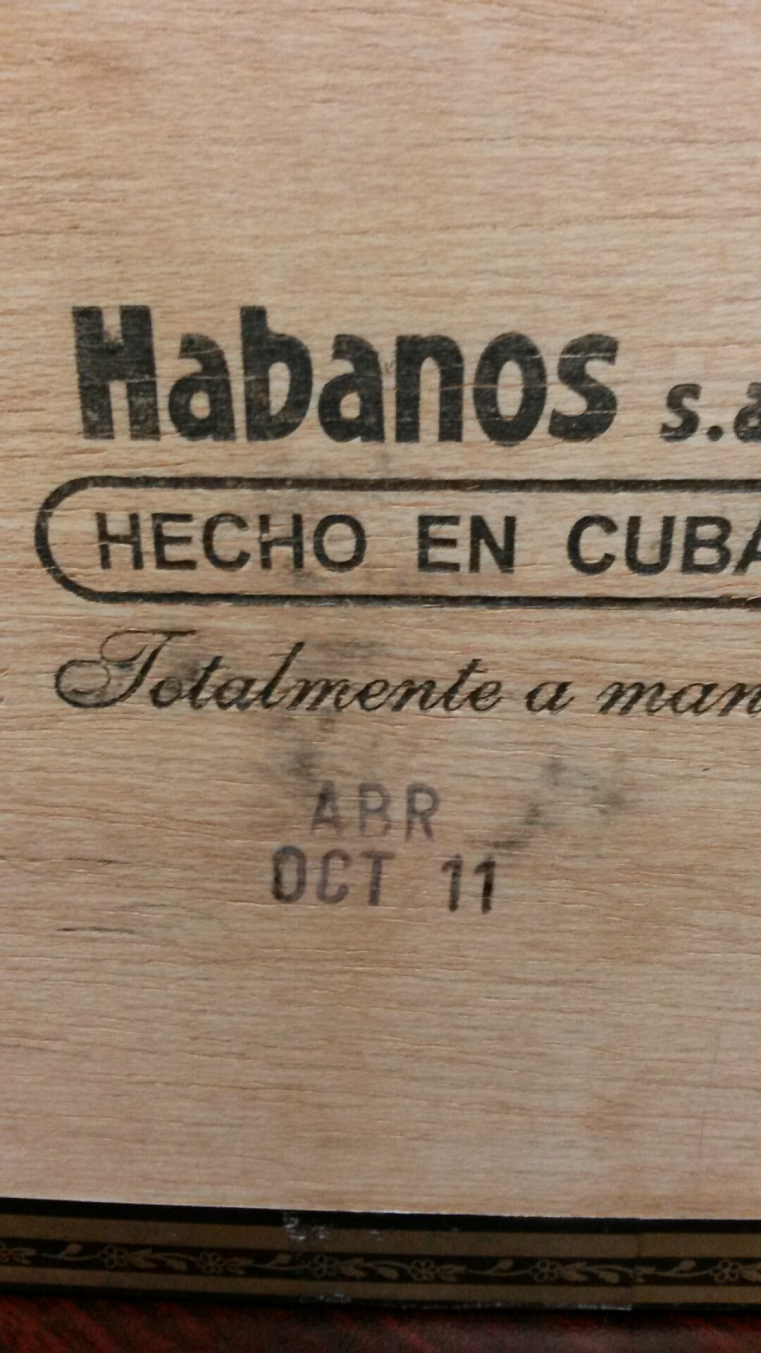 Habanos s.a
HECHO EN CUBA
Totalmente a man
ABR
OCT 11